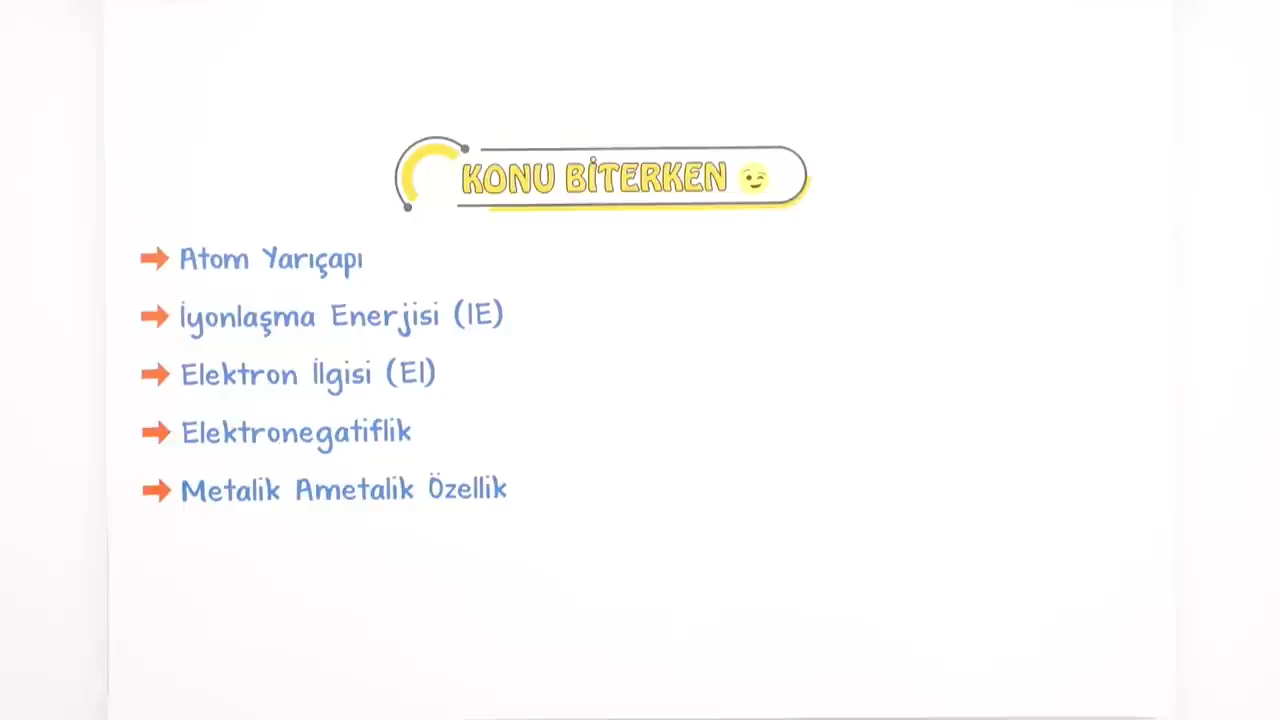 KONU BİTERKEN
Atom Yarıçapı
İyonlaşma Enerjisi (IE)
Elektron İlgisi (EI)
Elektronegatiflik
Metalik Ametalik Özellik